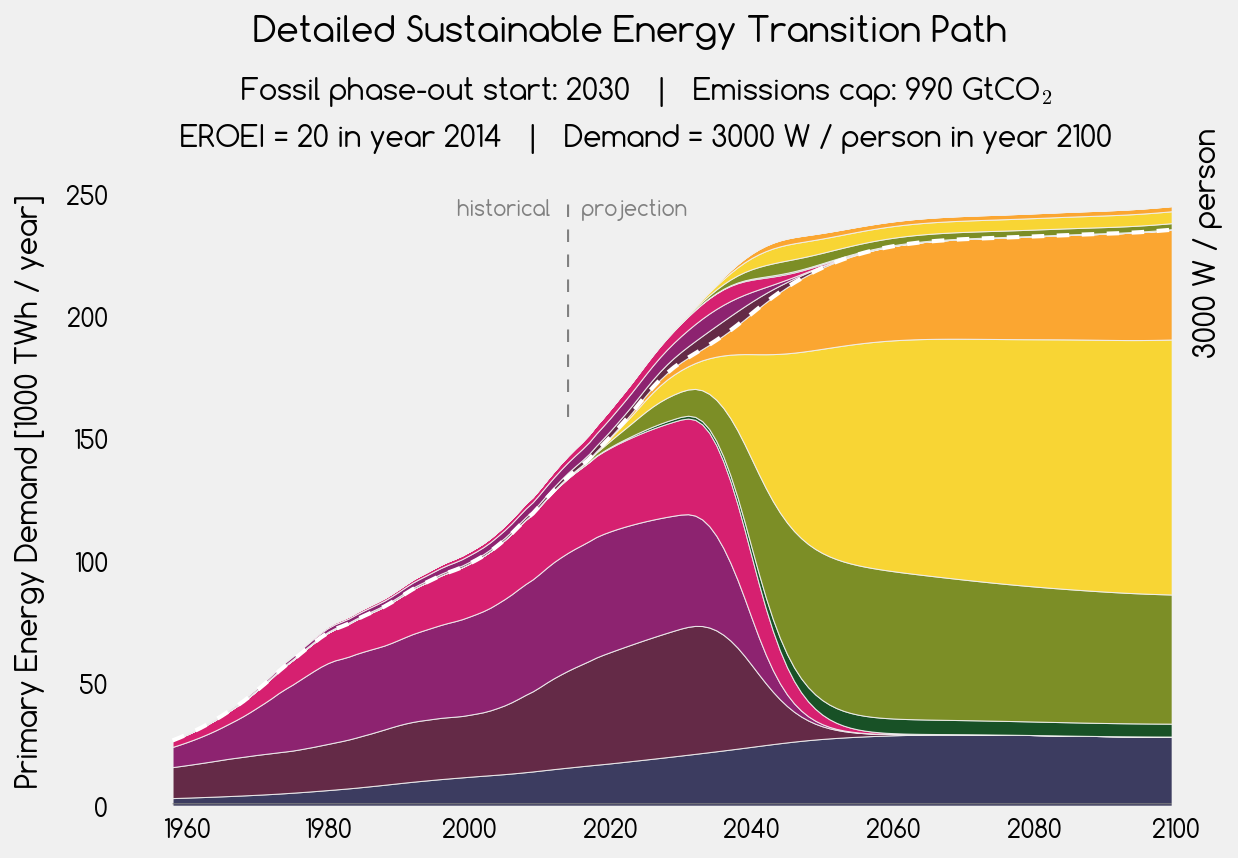 Detailed Sustainable Energy Transition Path
Fossil phase-out start: 2030 | Emissions cap: 990 GtCO₂
EROEI = 20 in year 2014 | Demand = 3000 W / person in year 2100
historical projection
Primary Energy Demand [1000 TWh / year]
250
200
150
100
50
0
1960 1980 2000 2020 2040 2060 2080 2100
3000 W / person